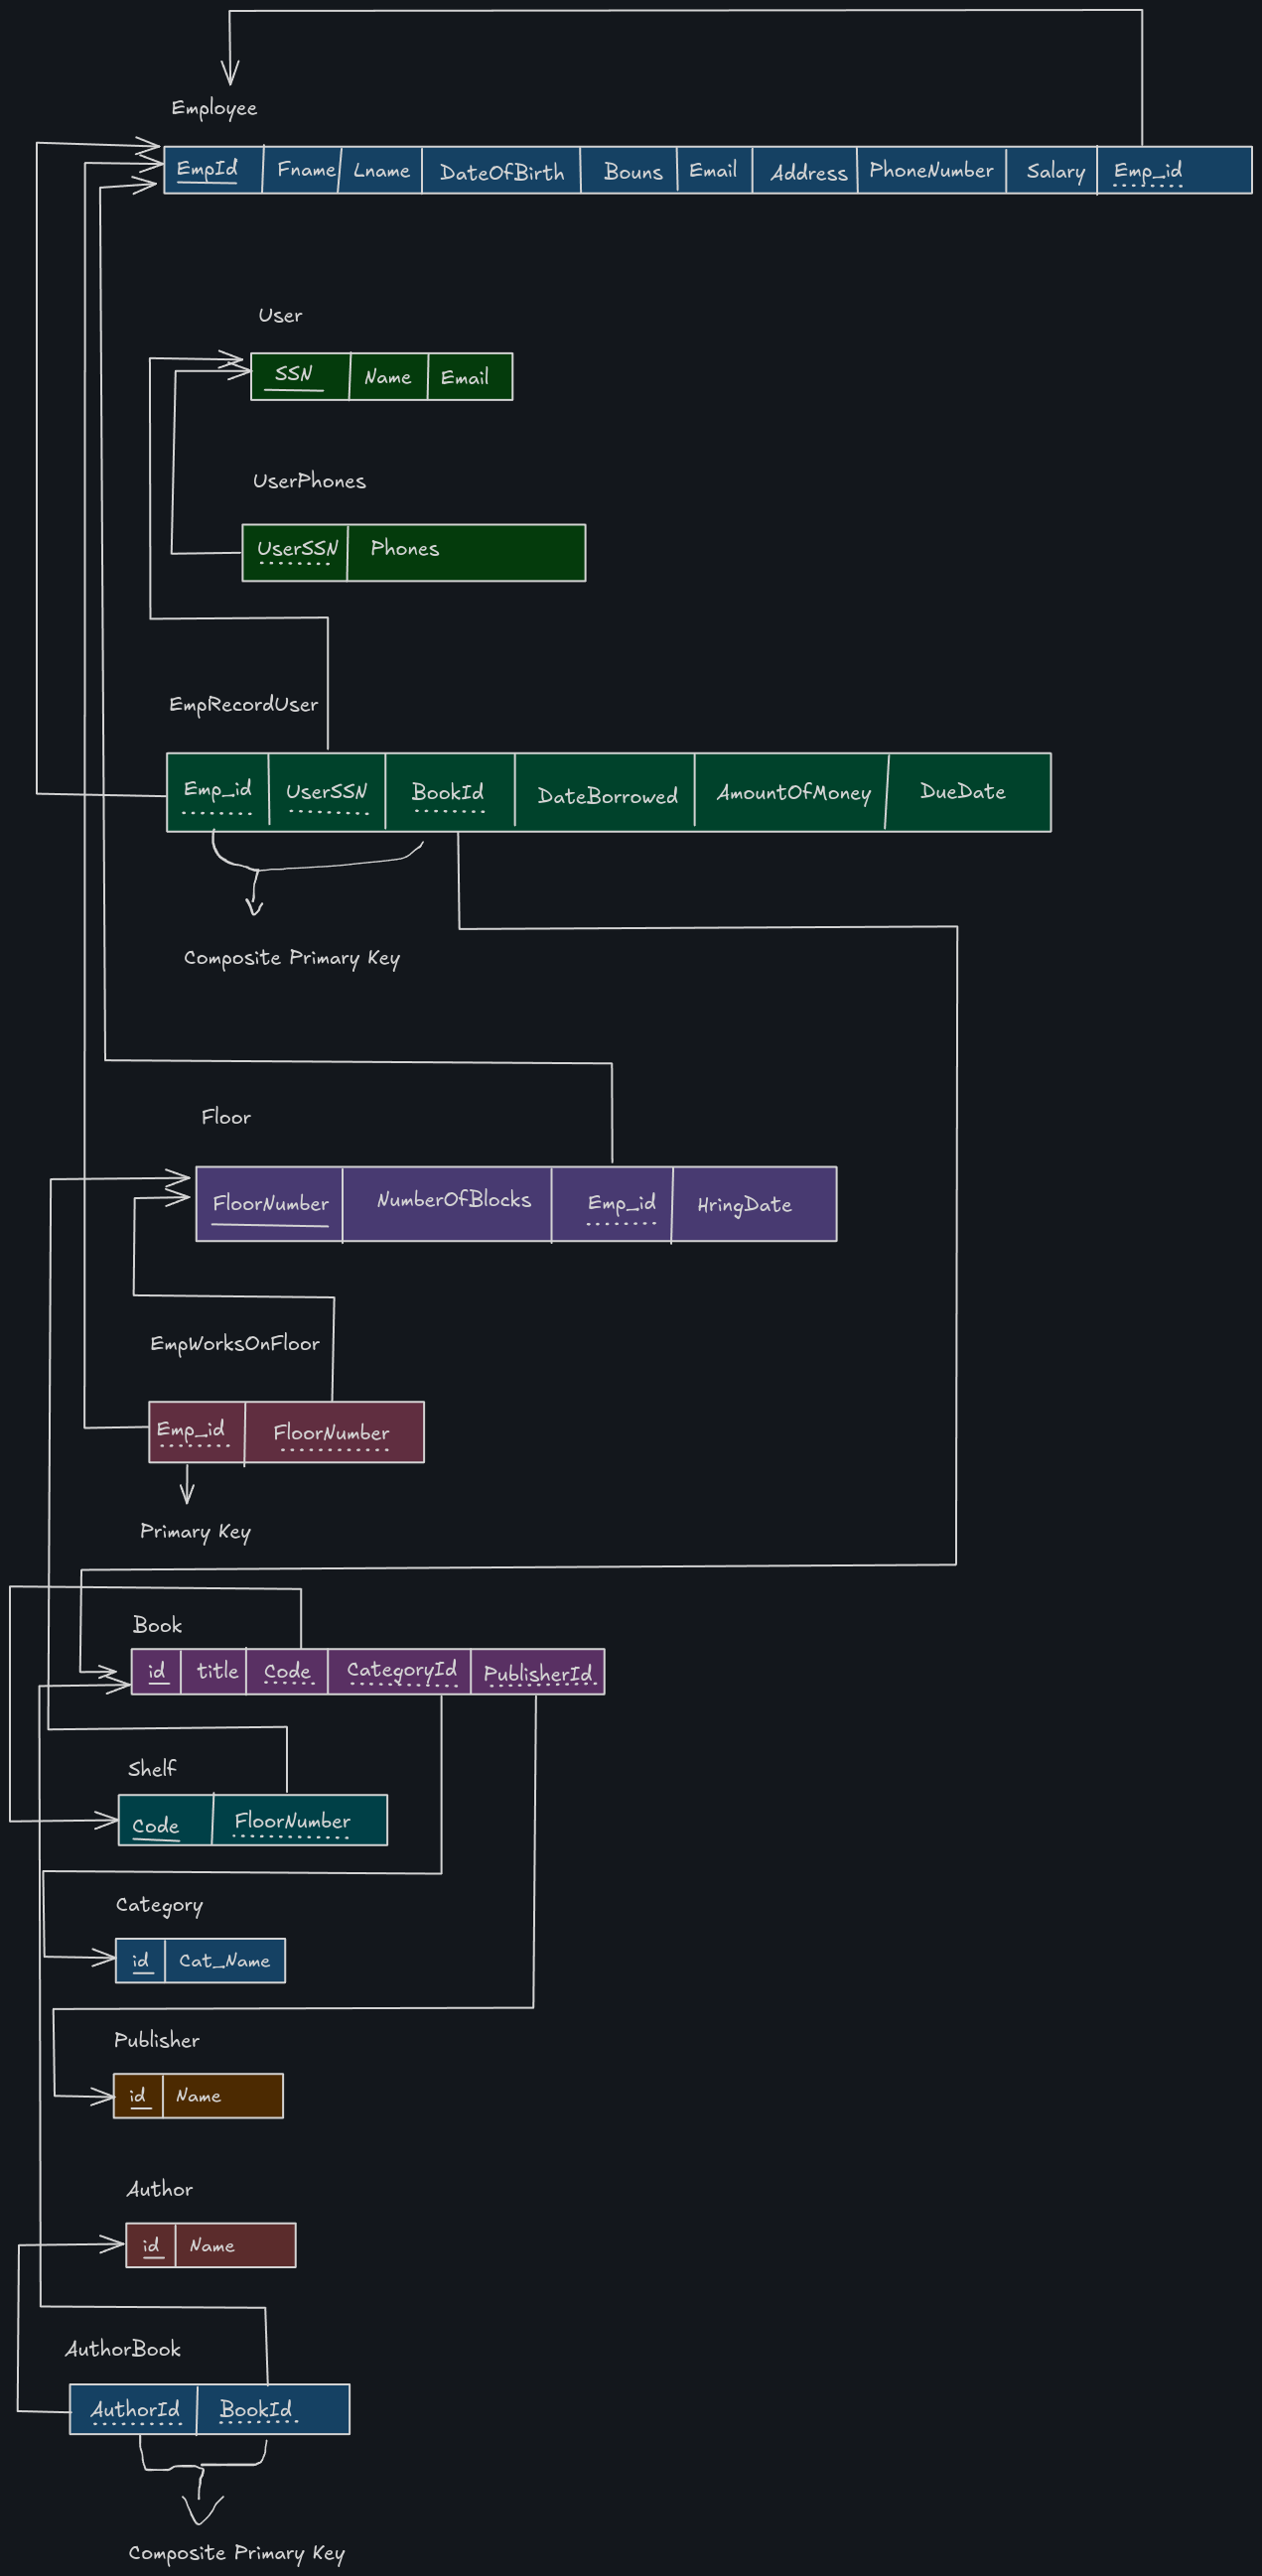 Employee
EmpId Fname Lname DateOfBirth Bouns Email Address PhoneNumber Salary Emp_id
User
SSN Name Email
UserPhones
UserSSN Phones
EmpRecordUser
Emp_id UserSSN BookId DateBorrowed AmountOfMoney DueDate
Composite Primary Key
Floor
FloorNumber NumberOfBlocks Emp_id HringDate
EmpWorksOnFloor
Emp_id FloorNumber
Primary Key
Book
id title Code CategoryId PublisherId
Shelf
Code FloorNumber
Category
id Cat_Name
Publisher
id Name
Author
id Name
AuthorBook
AuthorId BookId
Composite Primary Key